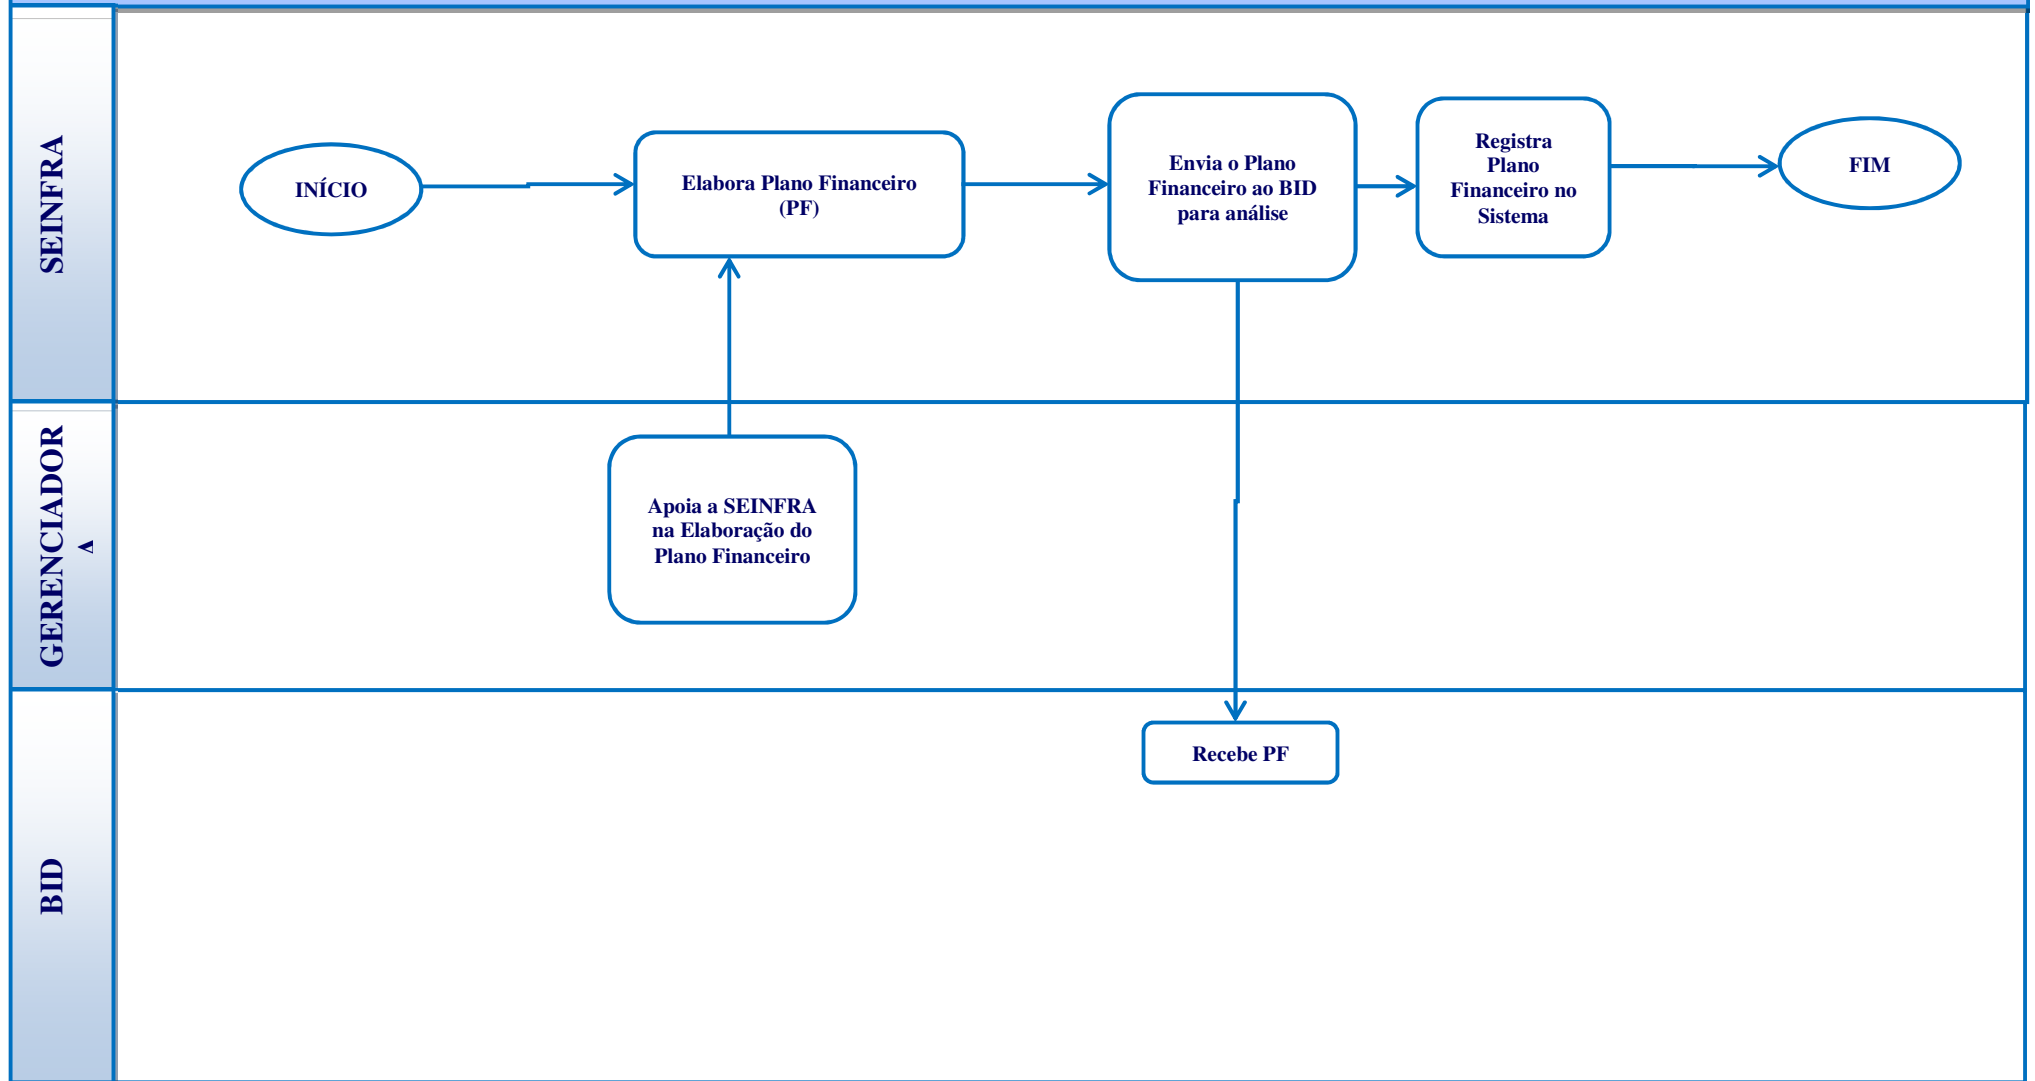 SEINFRA
INÍCIO
Elabora Plano Financeiro
(PF)
Envia o Plano
Financeiro ao BID
para análise
Registra
Plano
Financeiro no
Sistema
FIM
GERENCIADOR
A
Apoia a SEINFRA
na Elaboração do
Plano Financeiro
BID
Recebe PF